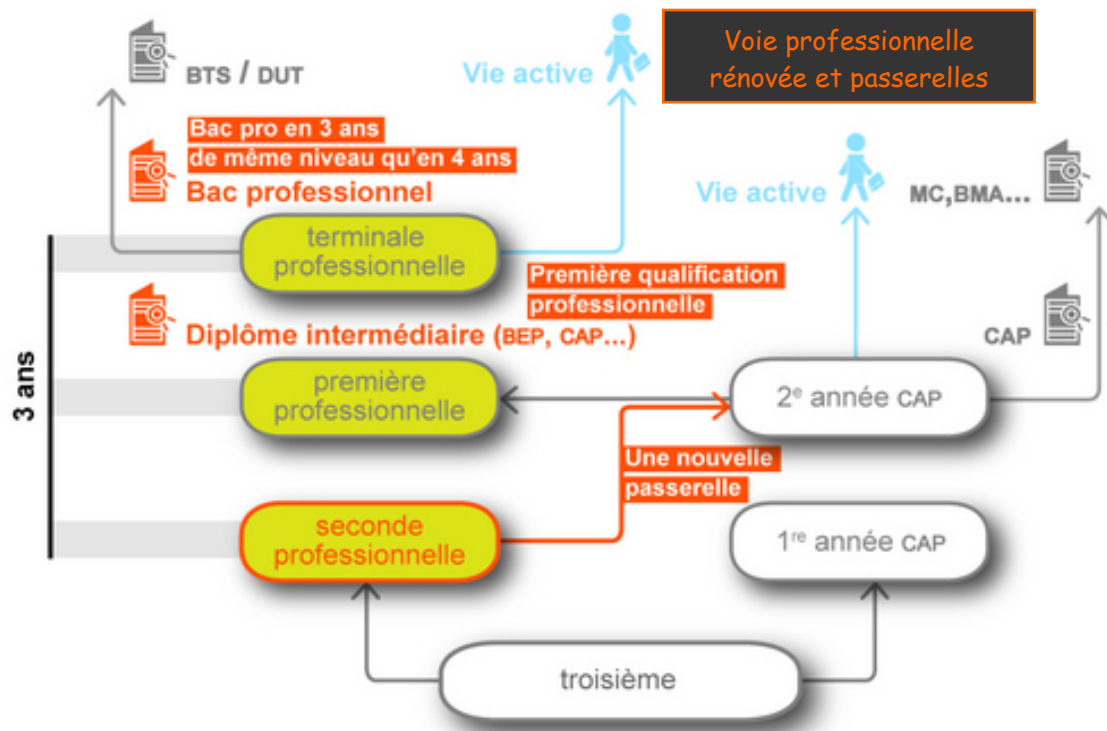 Voie professionnelle
rénovée et passerelles
BTS / DUT
Vie active
Bac pro en 3 ans
de même niveau qu'en 4 ans
Bac professionnel
Vie active
MC,BMA...
terminale
professionnelle
Première qualification
professionnelle
Diplôme intermédiaire (BEP, CAP...)
CAP
3 ans
première
professionnelle
2e année CAP
Une nouvelle
passerelle
seconde
professionnelle
1re année CAP
troisième